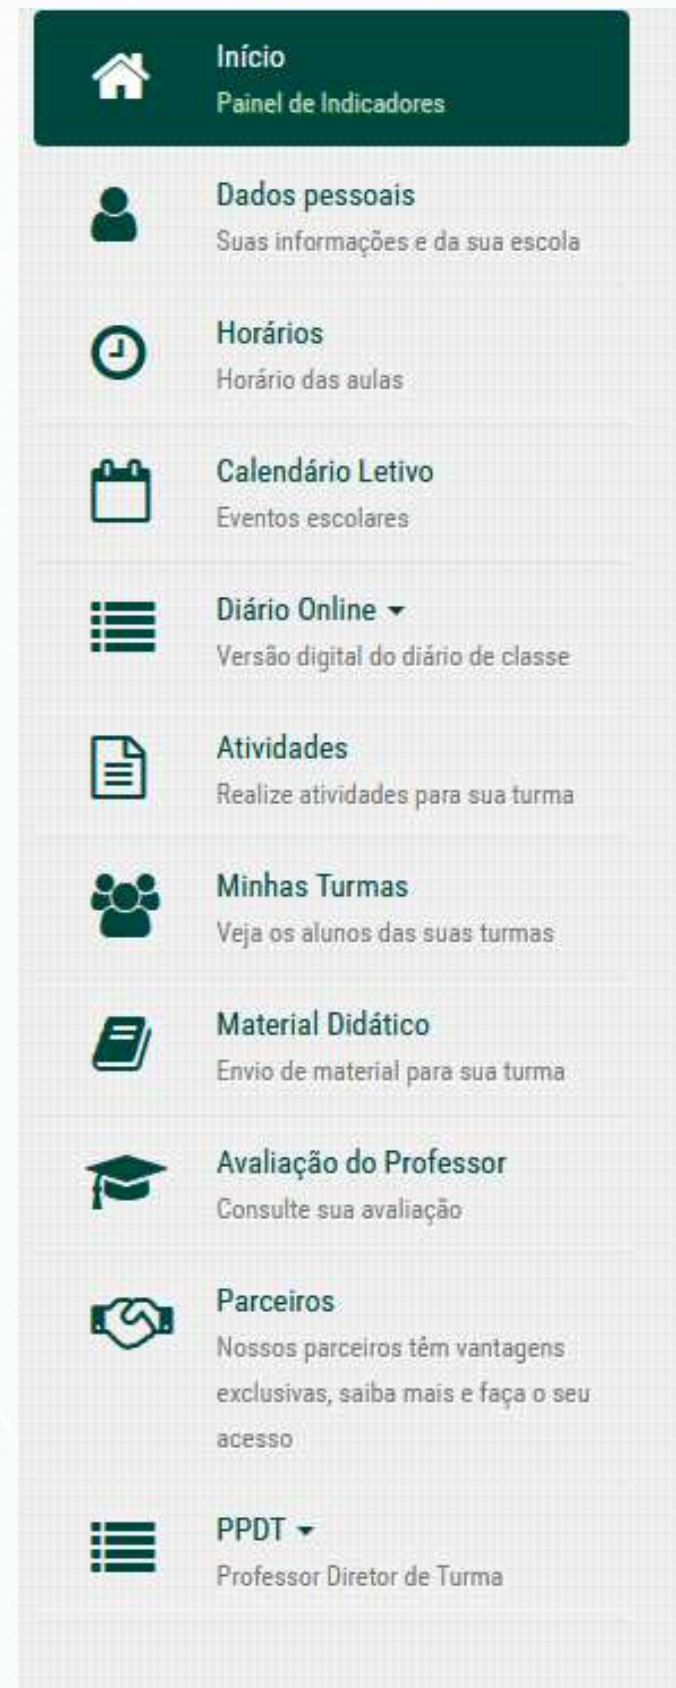 Início
Painel de Indicadores
Dados pessoais
Suas informações e da sua escola
Horários
Horário das aulas
Calendário Letivo
Eventos escolares
Diário Online
Versão digital do diário de classe
Atividades
Realize atividades para sua turma
Minhas Turmas
Veja os alunos das suas turmas
Material Didático
Envio de material para sua turma
Avaliação do Professor
Consulte sua avaliação
Parceiros
Nossos parceiros têm vantagens
exclusivas, saiba mais e faça o seu
acesso
PPDT
Professor Diretor de Turma